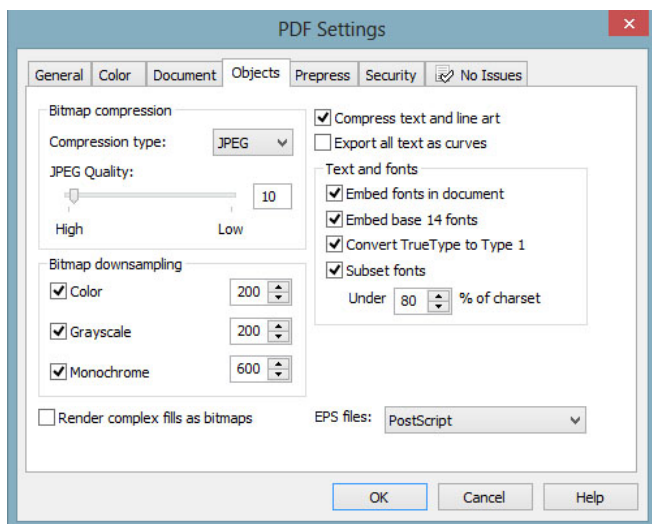 PDF Settings
General Color Document Objects Prepress Security No Issues
Bitmap compression
Compression type: JPEG
JPEG Quality:
10
High Low
Bitmap downsampling
Color 200
Grayscale 200
Monochrome 600
Render complex fills as bitmaps
Compress text and line art
Export all text as curves
Text and fonts
Embed fonts in document
Embed base 14 fonts
Convert TrueType to Type 1
Subset fonts
Under 80 % of charset
EPS files: PostScript
OK Cancel Help